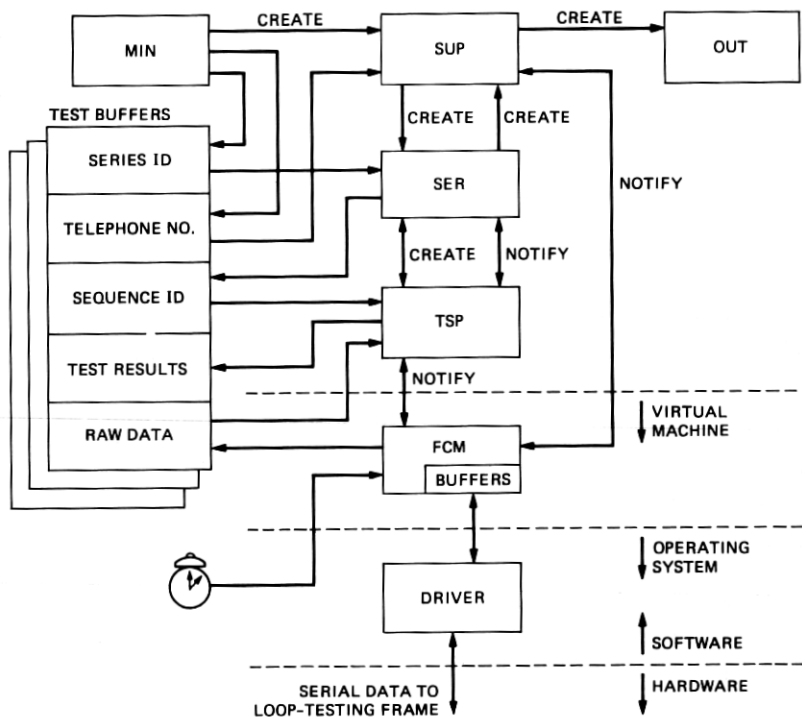 MIN
CREATE
SUP
CREATE
OUT
TEST BUFFERS
SERIES ID
TELEPHONE NO.
SEQUENCE ID
TEST RESULTS
RAW DATA
CREATE
CREATE
SER
NOTIFY
CREATE
NOTIFY
TSP
NOTIFY
VIRTUAL
MACHINE
FCM
BUFFERS
OPERATING
SYSTEM
DRIVER
SOFTWARE
HARDWARE
SERIAL DATA TO
LOOP-TESTING FRAME